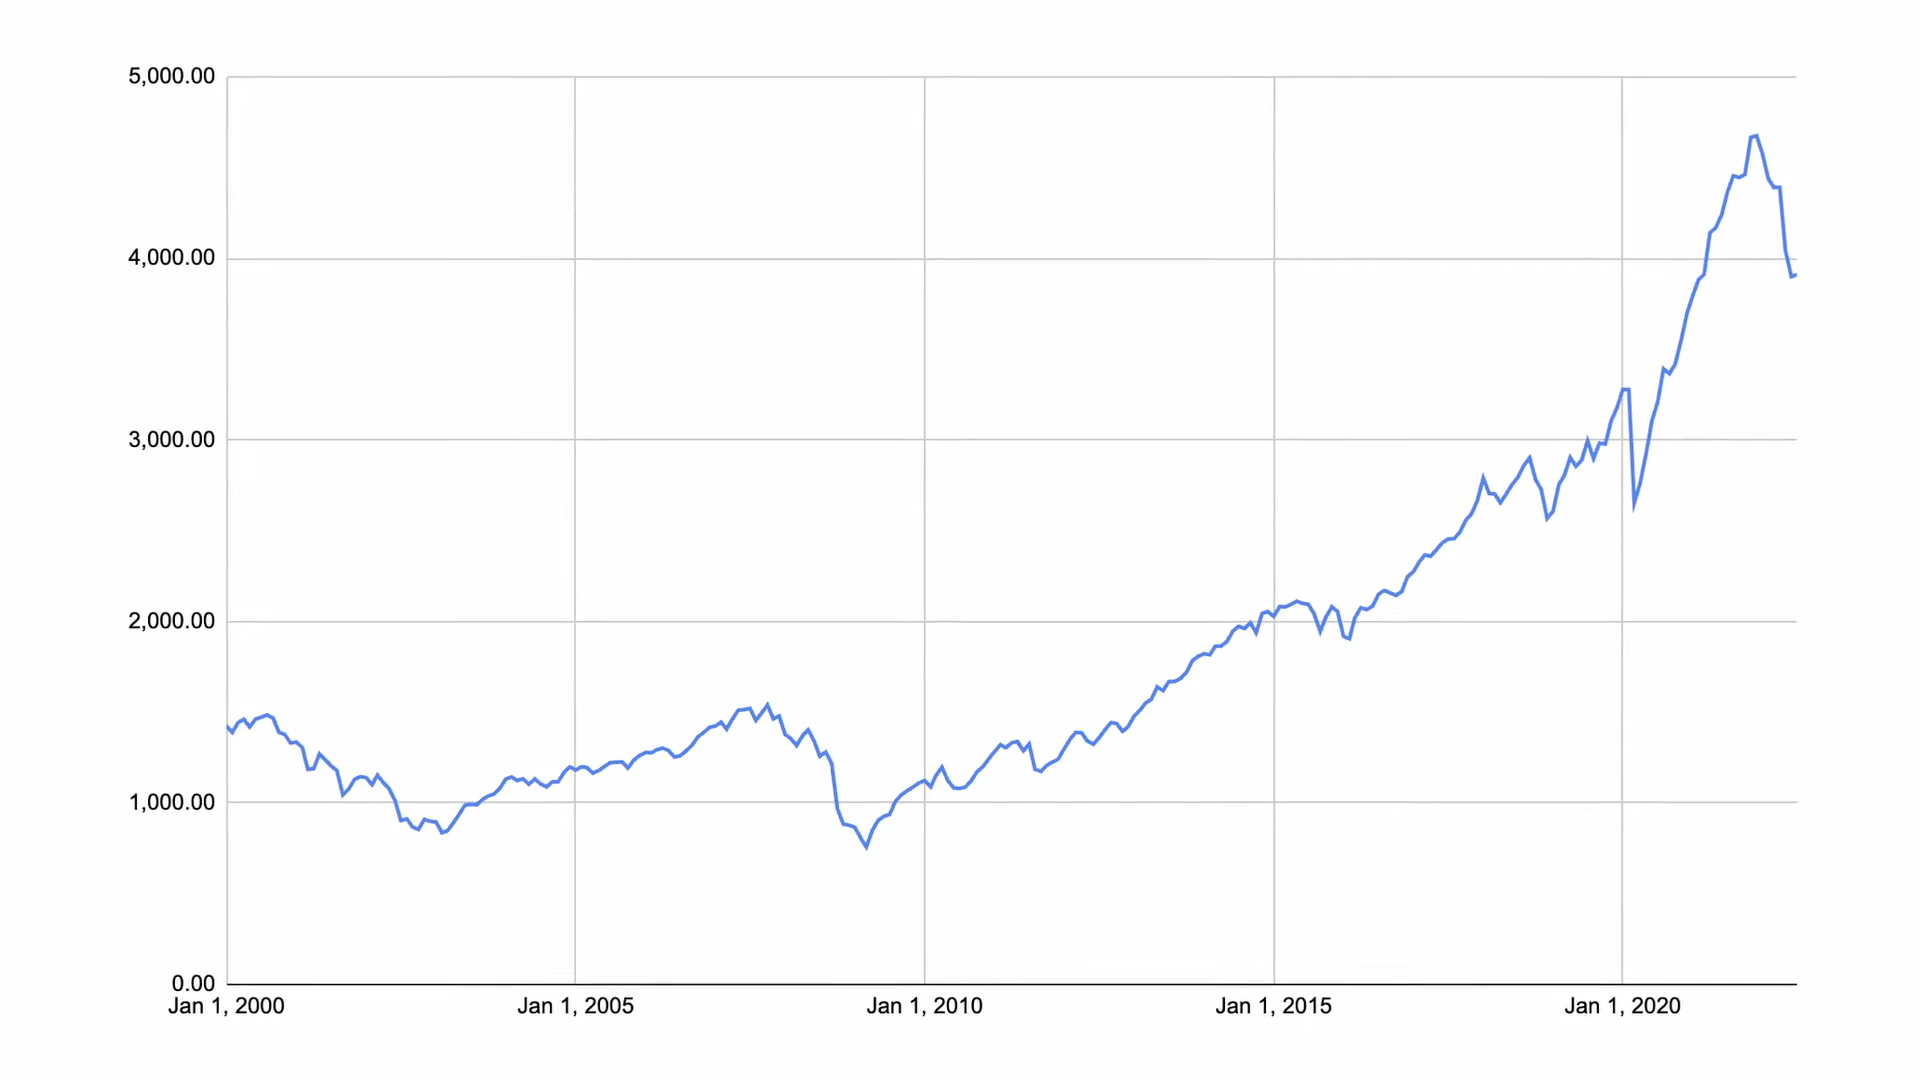 5,000.00
4,000.00
3,000.00
2,000.00
1,000.00
0.00
Jan 1, 2000
Jan 1, 2005
Jan 1, 2010
Jan 1, 2015
Jan 1, 2020